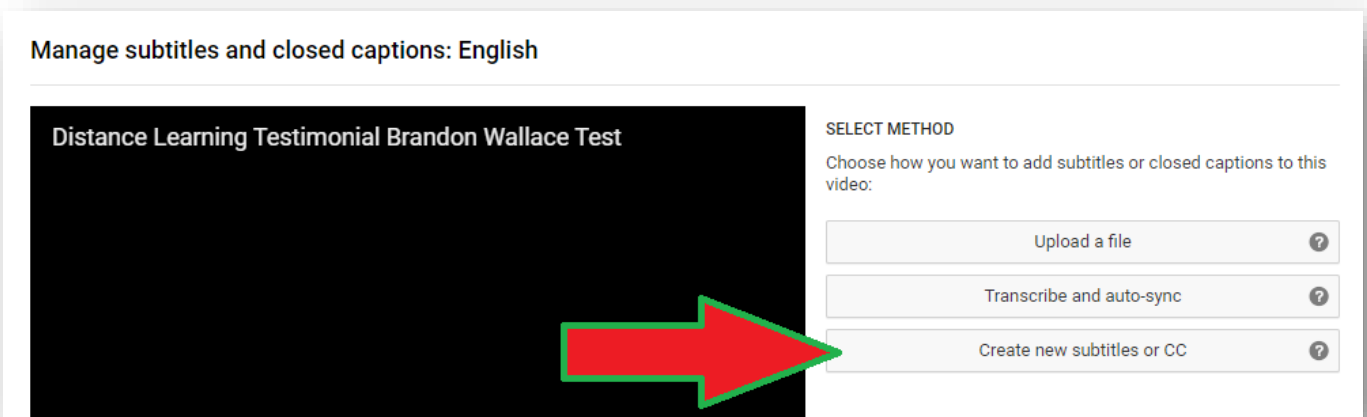 Manage subtitles and closed captions: English
Distance Learning Testimonial Brandon Wallace Test
SELECT METHOD
Choose how you want to add subtitles or closed captions to this
video:
Upload a file ?
Transcribe and auto-sync ?
Create new subtitles or CC ?